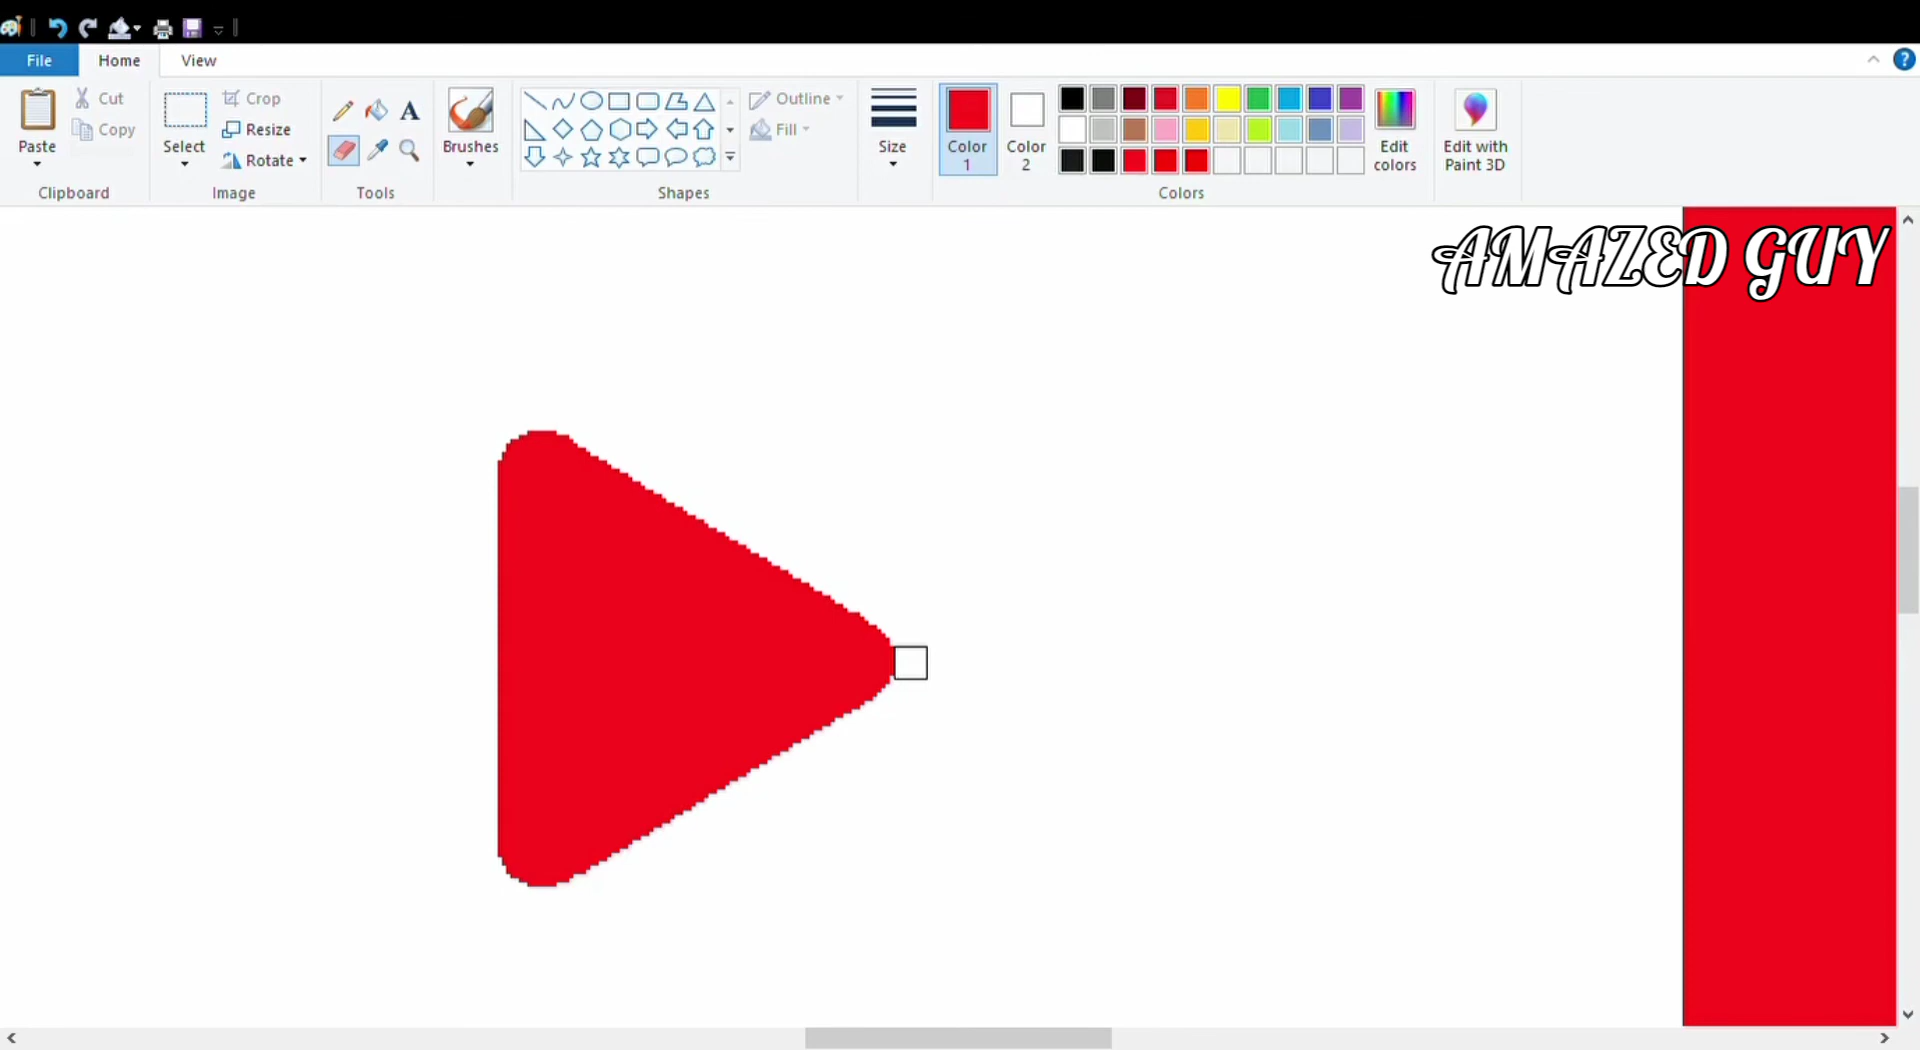 File Home View
Cut
Copy
Paste
Clipboard
Select
Crop
Resize
Rotate
Image
A
Tools
Brushes
Shapes
Outline
Fill
Size
Color 1
Color 2
Colors
Edit colors
Edit with Paint 3D
?
AMAZED GUY